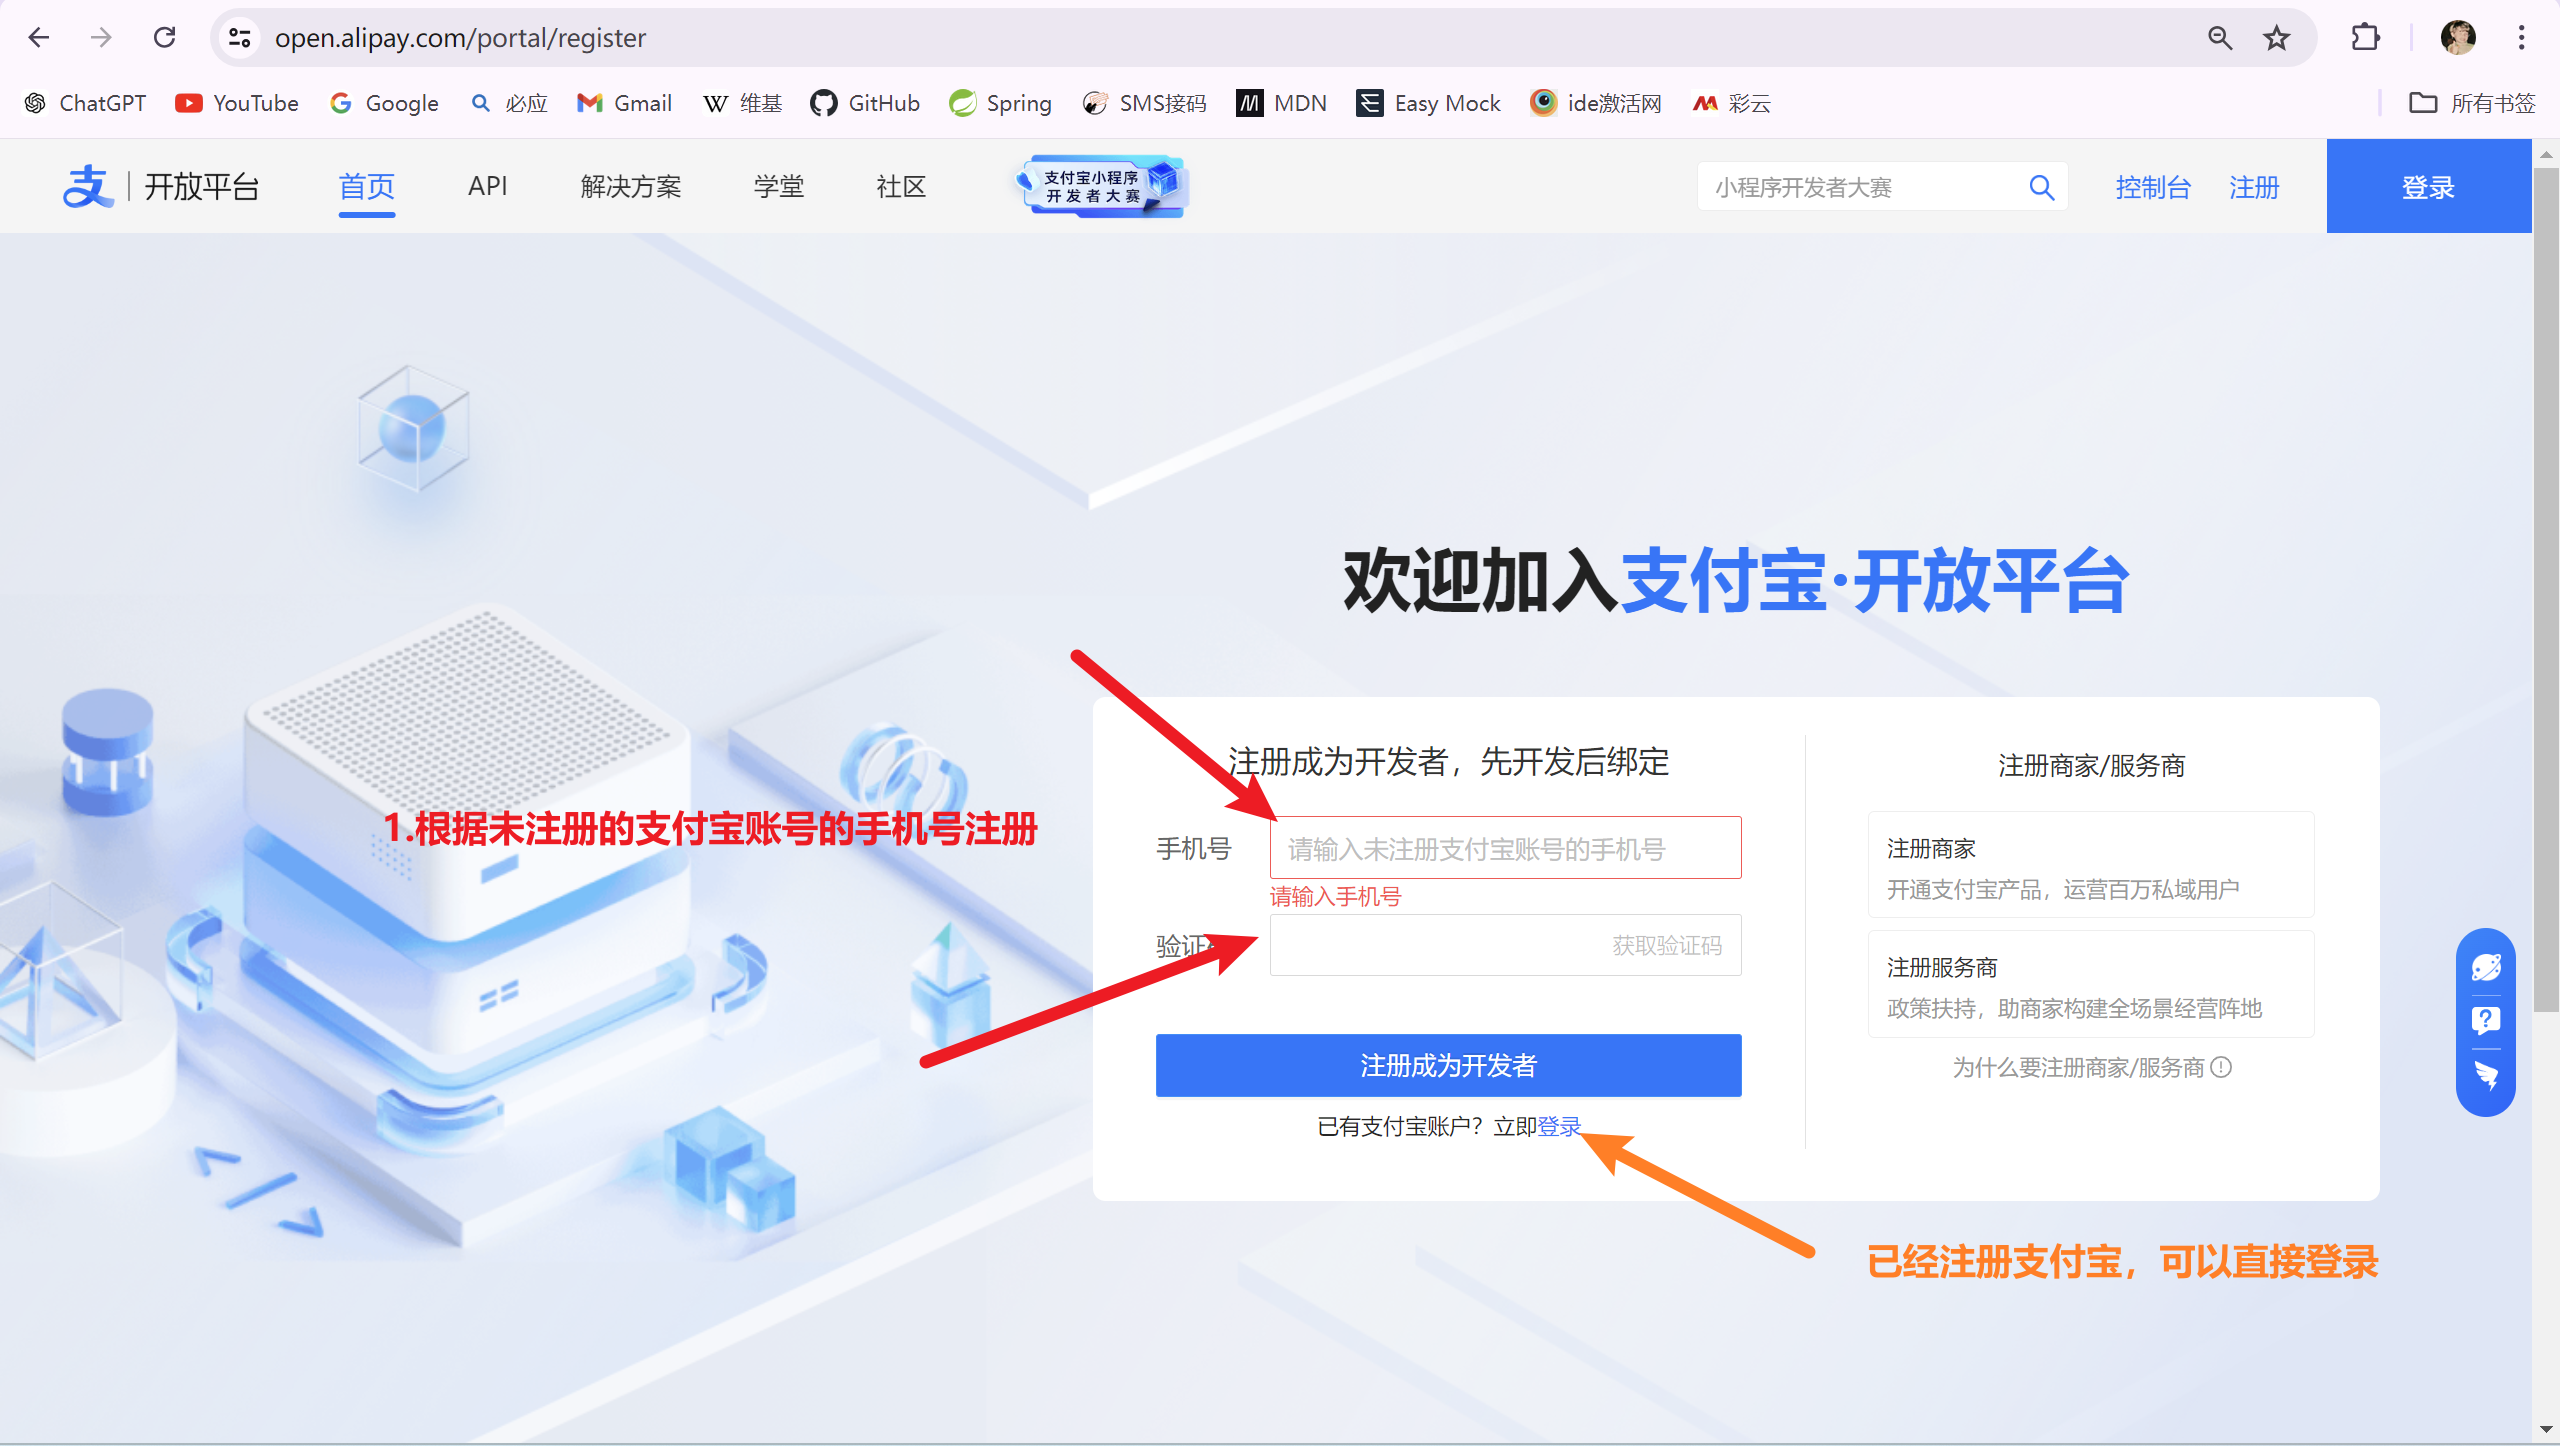 open.alipay.com/portal/register
ChatGPT YouTube Google 必应 Gmail 维基 GitHub Spring SMS接码 MDN Easy Mock ide激活网 彩云 所有书签
支 开放平台 首页 API 解决方案 学堂 社区 支付宝小程序 小程序开发者大赛 控制台 注册 登录
开发者大赛
欢迎加入支付宝·开放平台
注册成为开发者，先开发后绑定
1.根据未注册的支付宝账号的手机号注册
手机号 请输入未注册支付宝账号的手机号
请输入手机号
验证 获取验证码
注册成为开发者
已有支付宝账户？立即登录
注册商家/服务商
注册商家
开通支付宝产品，运营百万私域用户
注册服务商
政策扶持，助商家构建全场景经营阵地
为什么要注册商家/服务商
已经注册支付宝，可以直接登录